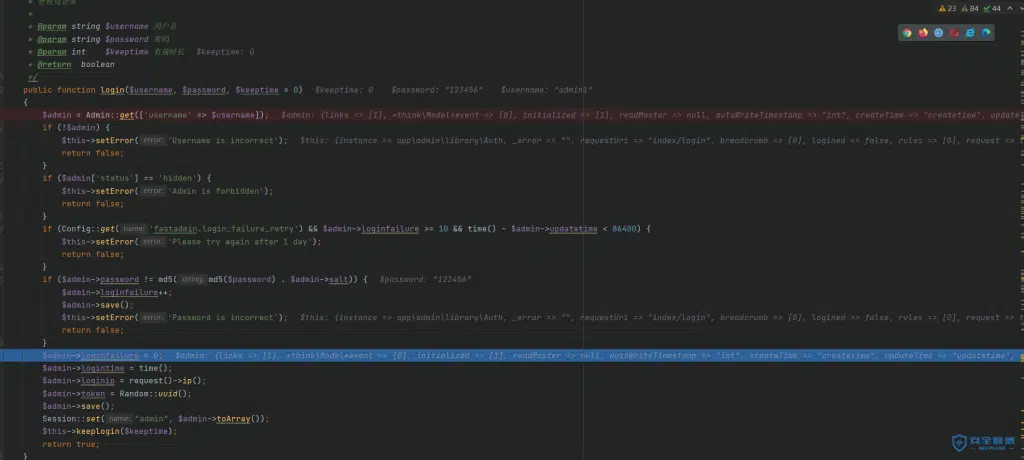 23 84 44
* 管理员登录
*
* @param string $username 用户名
* @param string $password 密码
* @param int $keeptime 有效时长 $keeptime: 0
* @return boolean
*/
public function login($username, $password, $keeptime = 0) $keeptime: 0 $password: "123456" $username: "admin1"
{
$admin = Admin::get(['username' => $username]); $admin: {links => [1], *think\Model*event => [0], initialized => [1], readMaster => null, autoWriteTimestamp => "int", createTime => "createtime", update
if (!$admin) {
$this->setError( error: 'Username is incorrect'); $this: {instance => app\admin\library\Auth, _error => "", requestUri => "index/login", breadcrumb => [0], logined => false, rules => [0], request => t
return false;
}
if ($admin['status'] == 'hidden') {
$this->setError( error: 'Admin is forbidden');
return false;
}
if (Config::get( name: 'fastadmin.login_failure_retry') && $admin->loginfailure >= 10 && time() - $admin->updatetime < 86400) {
$this->setError( error: 'Please try again after 1 day');
return false;
}
if ($admin->password != md5( string: md5($password) . $admin->salt)) { $password: "123456"
$admin->loginfailure++;
$admin->save();
$this->setError( error: 'Password is incorrect'); $this: {instance => app\admin\library\Auth, _error => "", requestUri => "index/login", breadcrumb => [0], logined => false, rules => [0], request => t
return false;
}
$admin->loginfailure = 0; $admin: {links => [1], *think\Model*event => [0], initialized => [1], readMaster => null, autoWriteTimestamp => "int", createTime => "createtime", updateTime => "updatetime",
$admin->logintime = time();
$admin->loginip = request()->ip();
$admin->token = Random::uuid();
$admin->save();
Session::set( name: "admin", $admin->toArray());
$this->keeplogin($keeptime);
return true;
}
安全脉搏